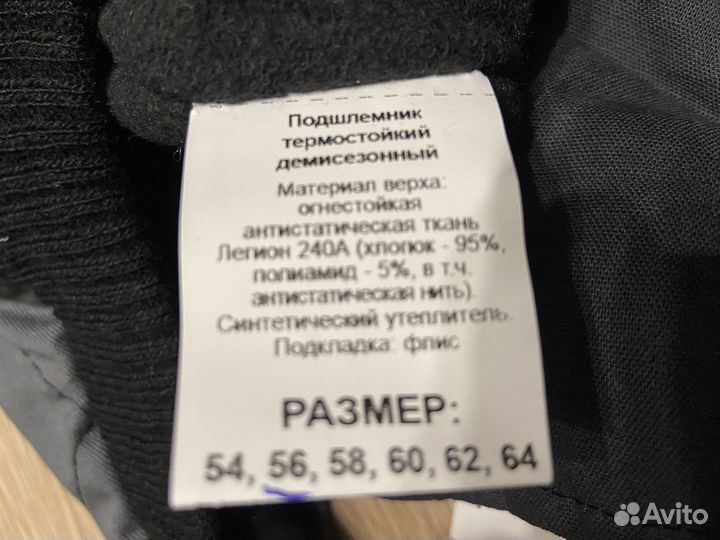 Подшлемник
термостойкий
демисезонный
Материал верха:
огнестойкая
антистатическая ткань
Легион 240А (хлопок - 95%,
полиамид - 5%, в т.ч.
антистатическая нить).
Синтетический утеплитель.
Подкладка: флис
РАЗМЕР:
54, 56, 58, 60, 62, 64
Avito